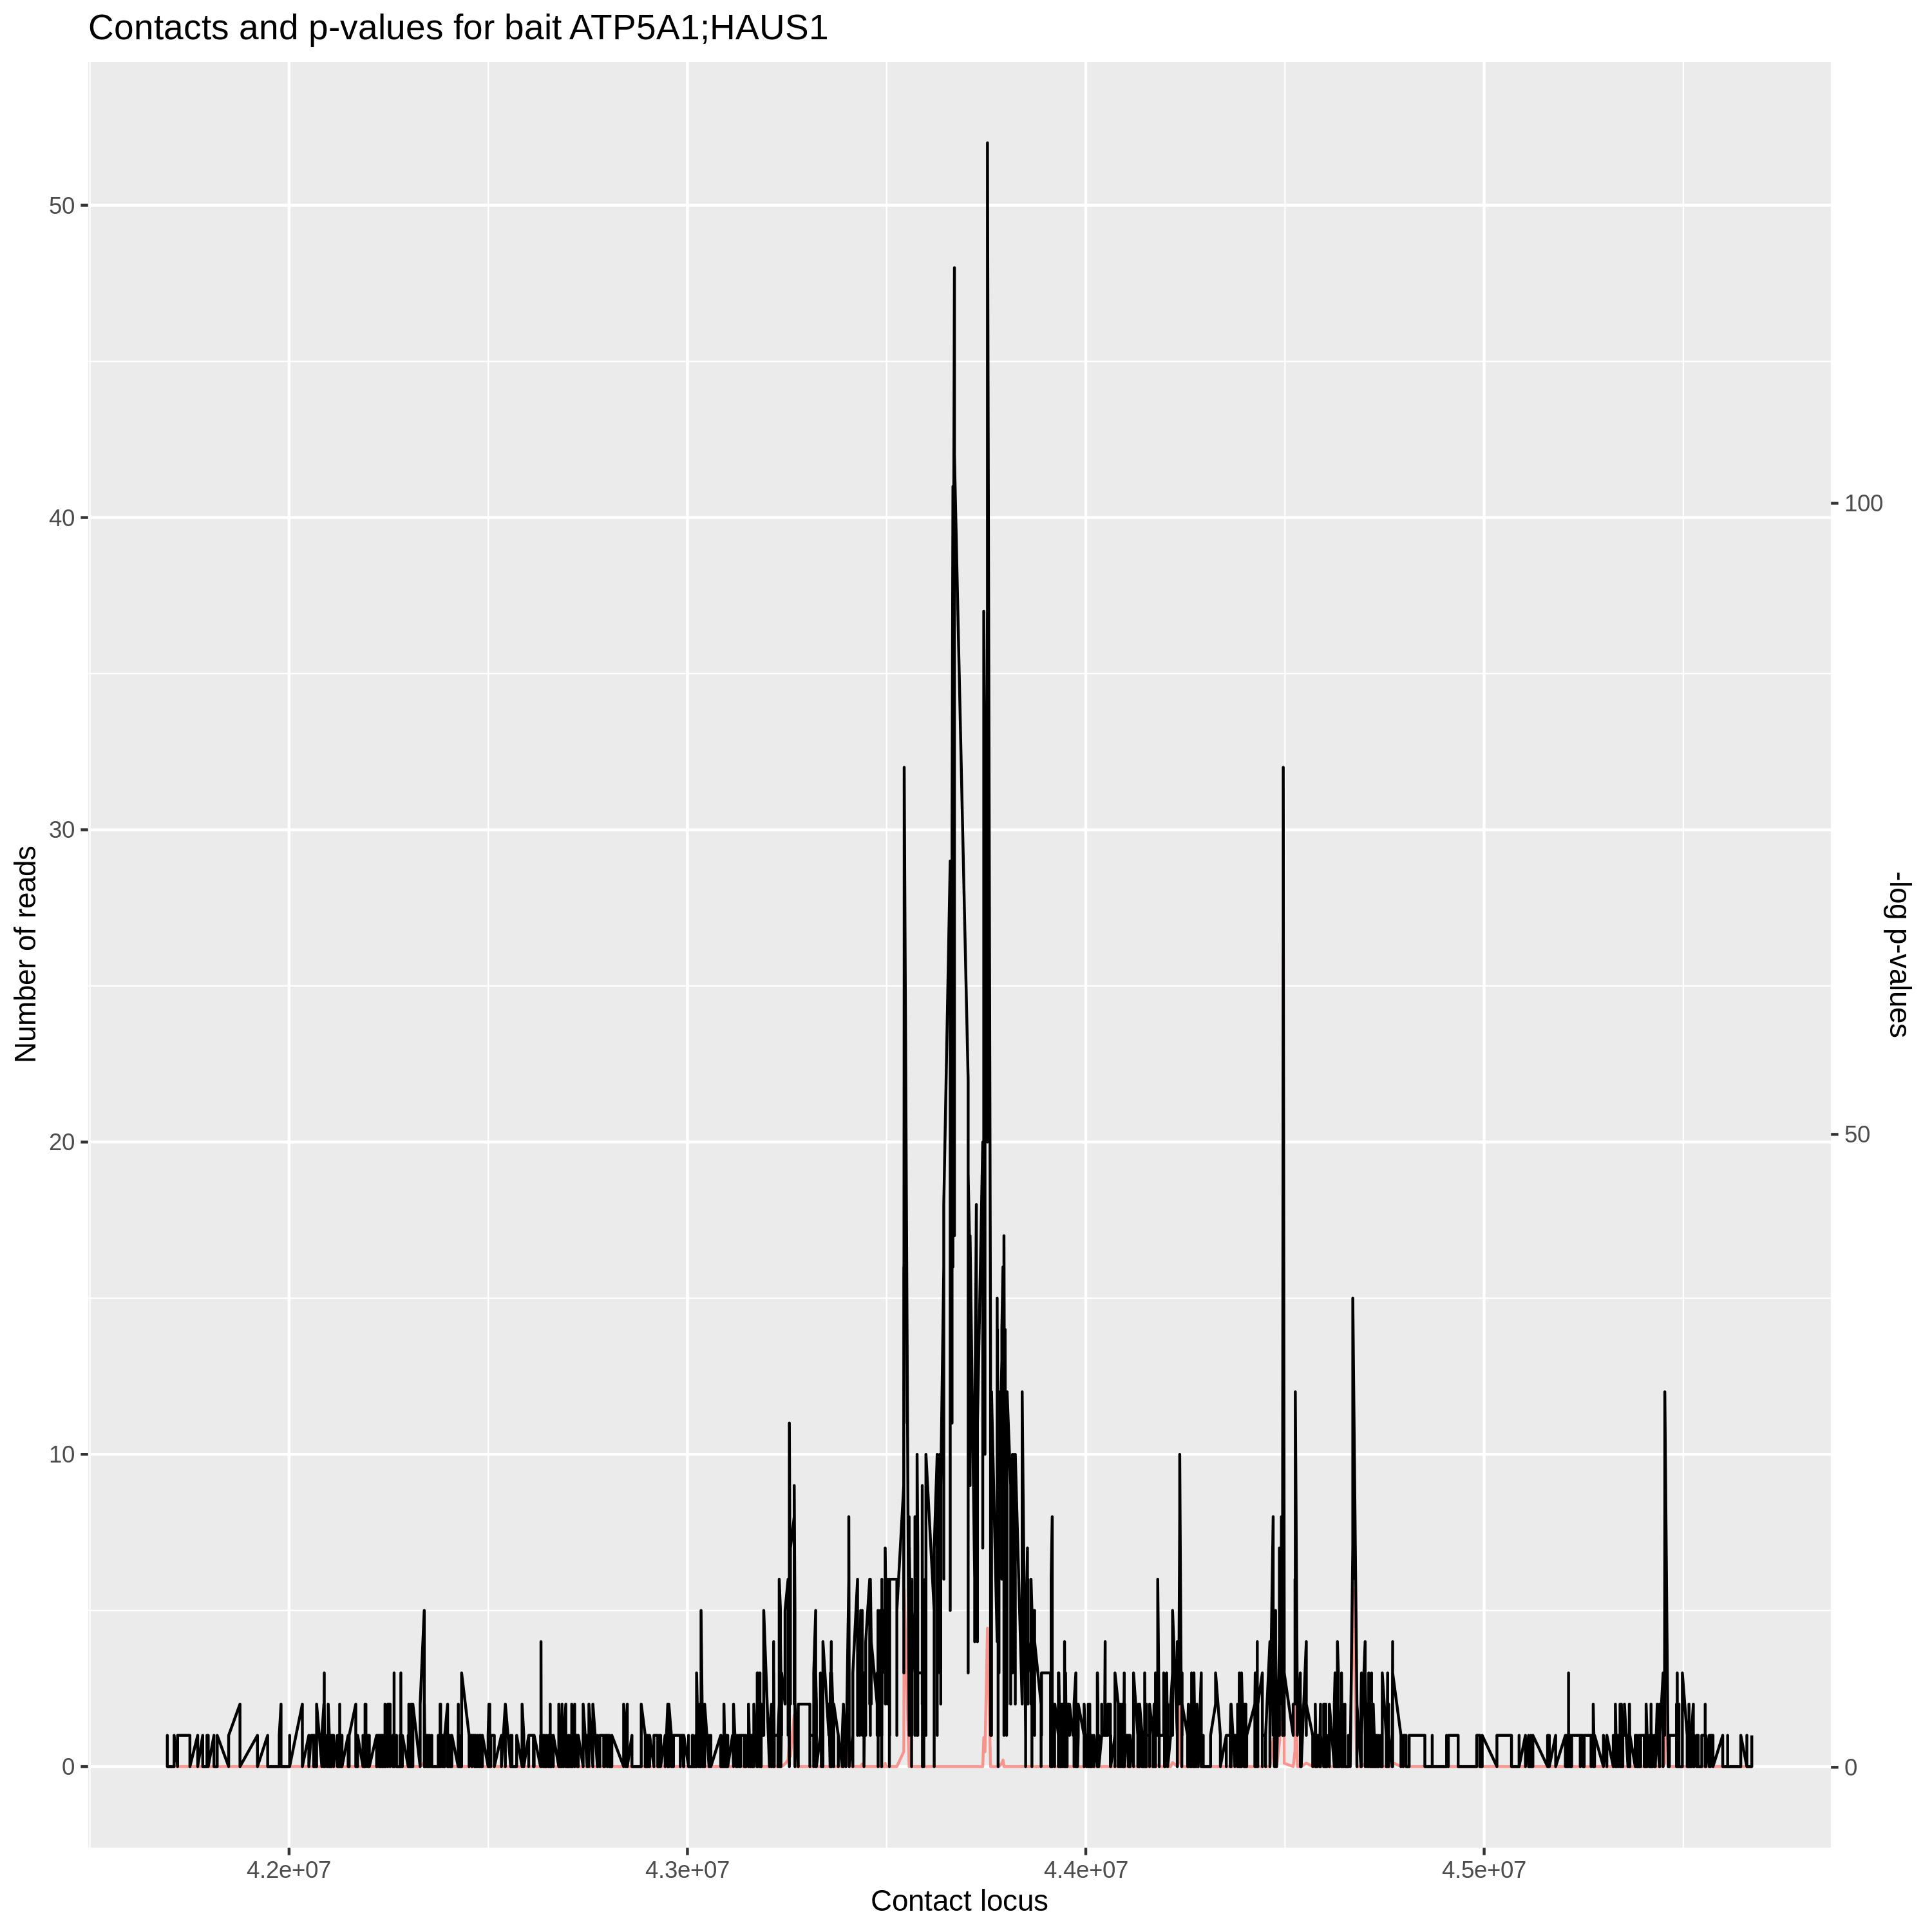 Contacts and p-values for bait ATP5A1;HAUS1
50
40
30
20
10
0
Number of reads
100
50
0
-log p-values
4.2e+07
4.3e+07
4.4e+07
4.5e+07
Contact locus